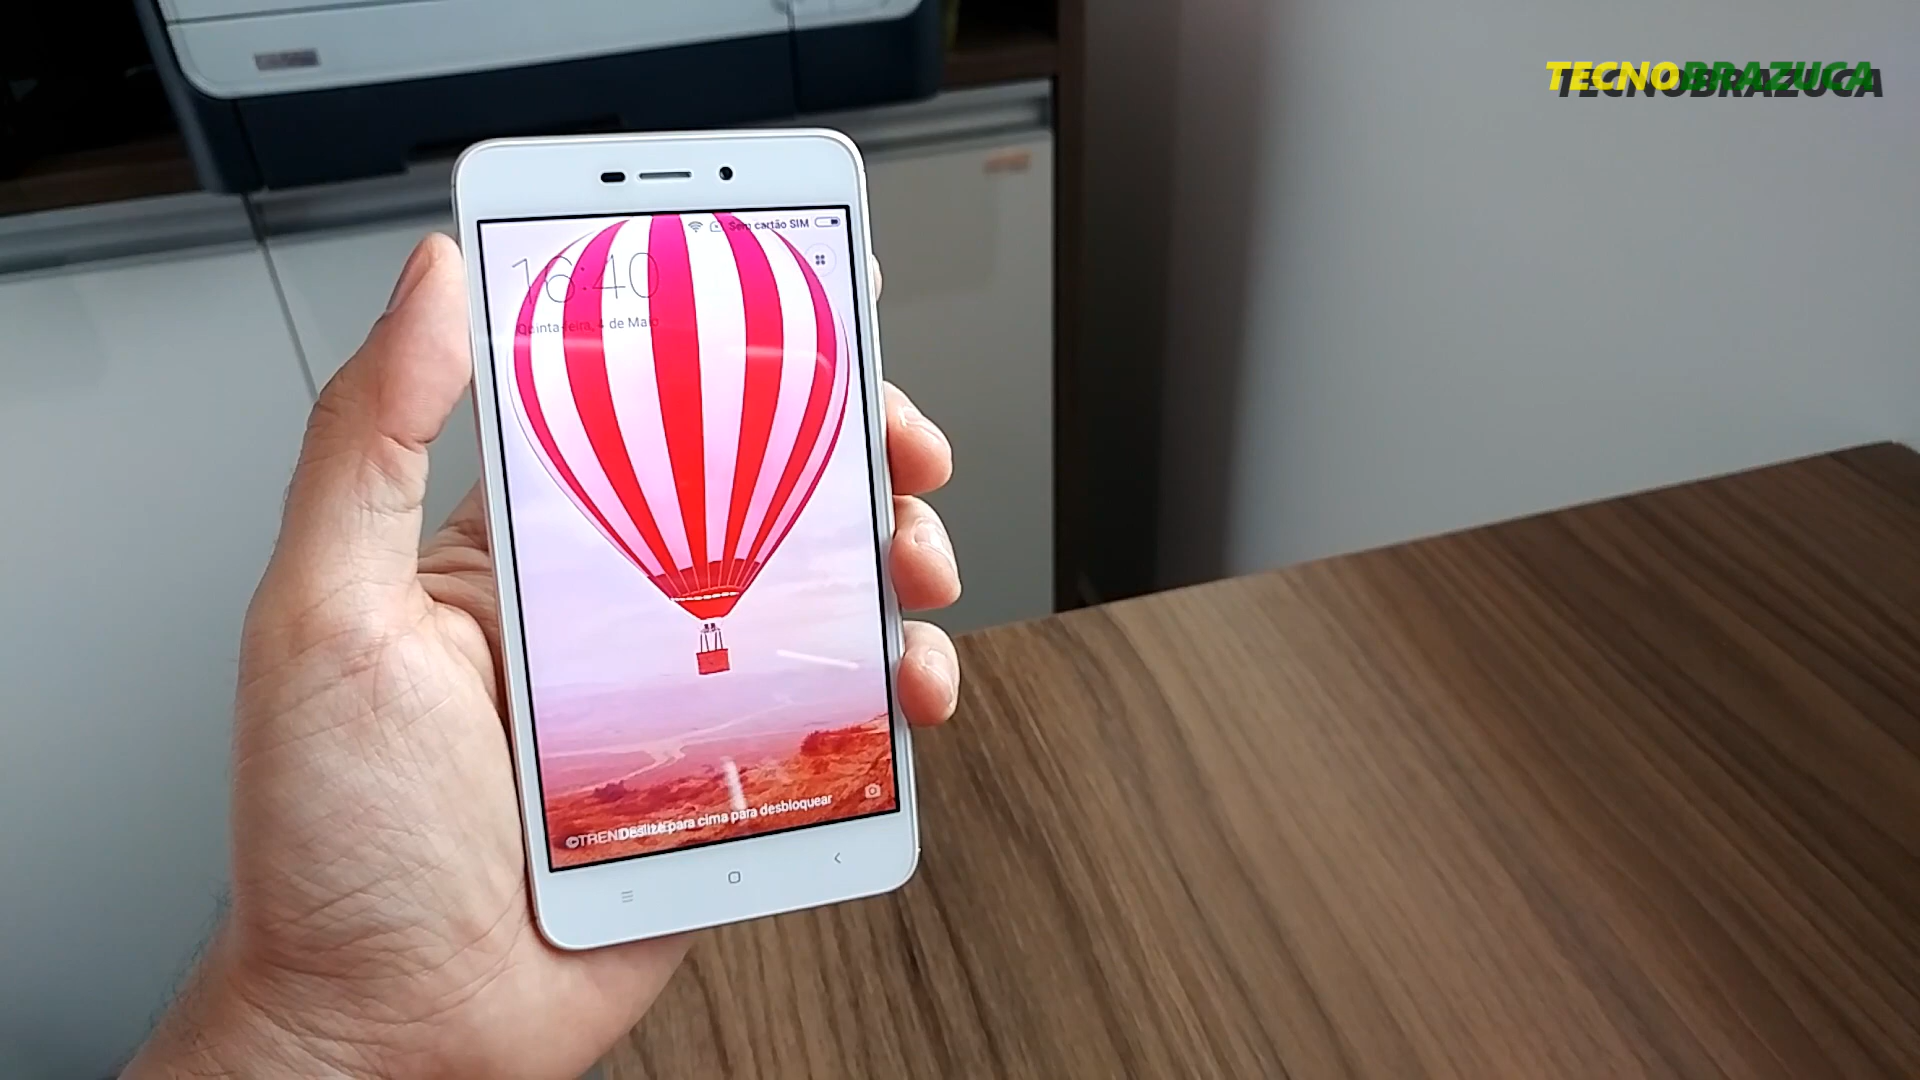 TECNOBRAZUCA
Sem cartão SIM
16:40
Quinta-feira, 4 de Maio
Deslize para cima para desbloquear